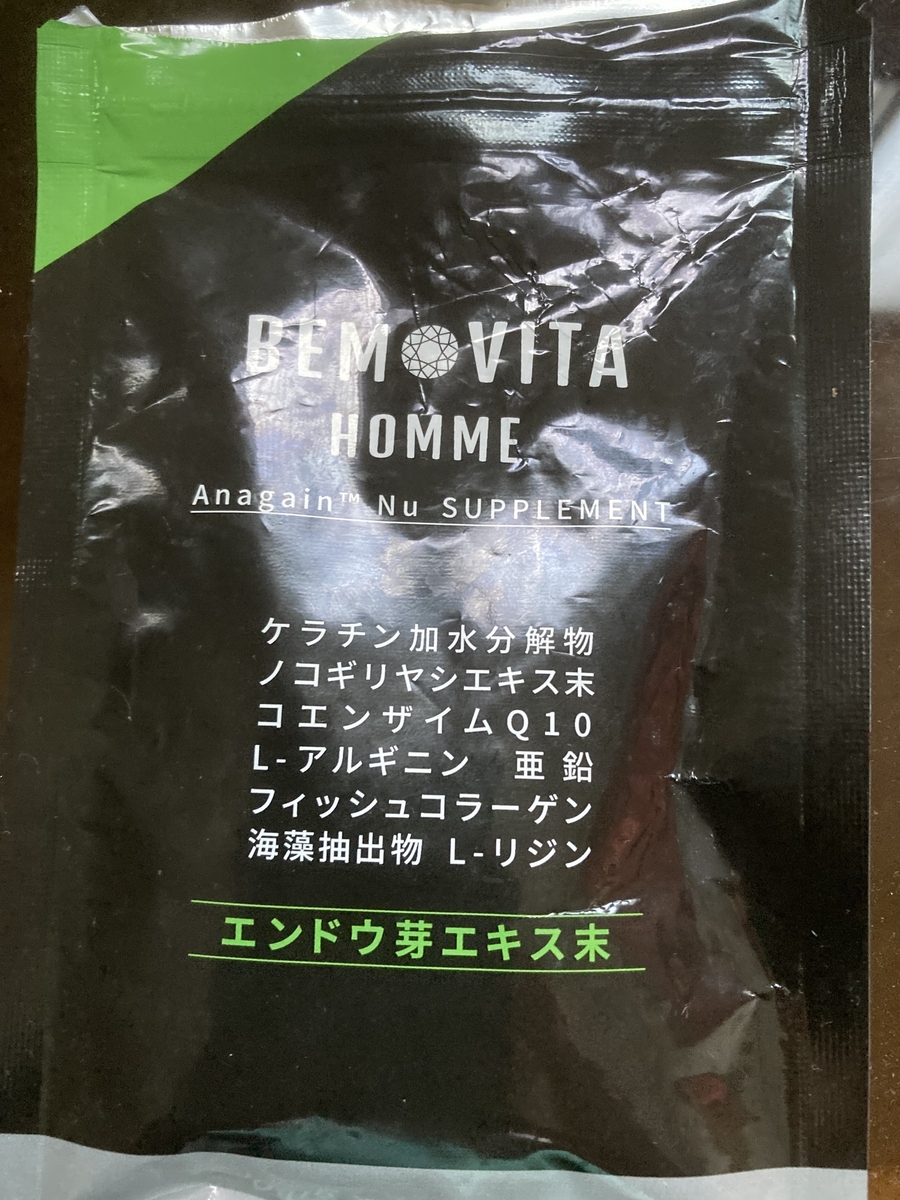 BEM VITA
HOMME
Anagain™ Nu SUPPLEMENT
ケラチン加水分解物
ノコギリヤシエキス末
コエンザイムQ10
L-アルギニン 亜鉛
フィッシュコラーゲン
海藻抽出物 L-リジン
エンドウ芽エキス末